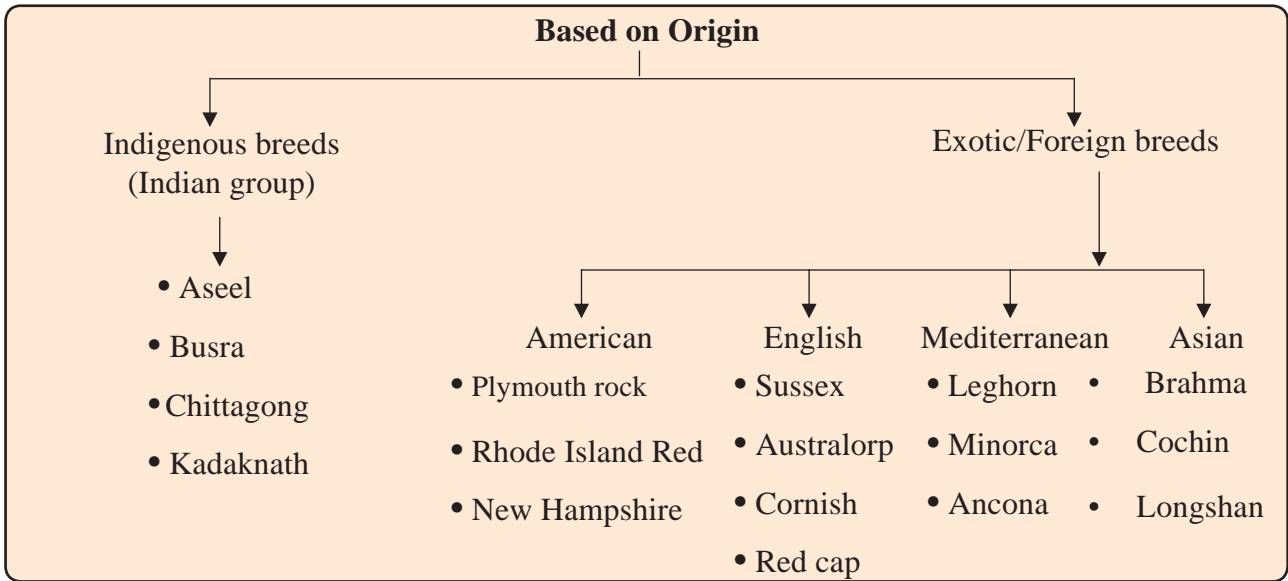 Based on Origin
Indigenous breeds
(Indian group)
• Aseel
• Busra
• Chittagong
• Kadaknath
Exotic/Foreign breeds
American
• Plymouth rock
• Rhode Island Red
• New Hampshire
English
• Sussex
• Australorp
• Cornish
• Red cap
Mediterranean
• Leghorn
• Minorca
• Ancona
Asian
• Brahma
• Cochin
• Longshan